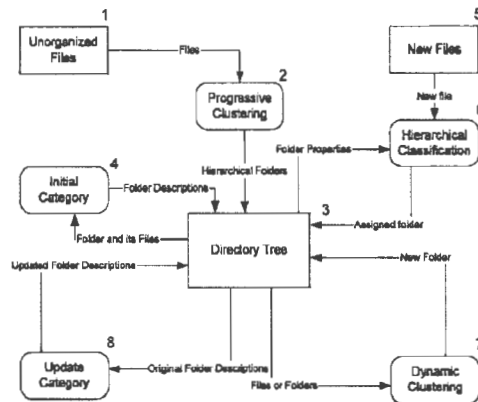 1
Unorganized
Files
Files
2
Progressive
Clustering
Hierarchical Folders
5
New Files
New file
Hierarchical
Classification
Folder Properties
Assigned folder
4
Initial
Category
Folder Descriptions
Folder and its Files
3
Directory Tree
Updated Folder Descriptions
New Folder
8
Update
Category
Original Folder Descriptions
Files or Folders
Dynamic
Clustering